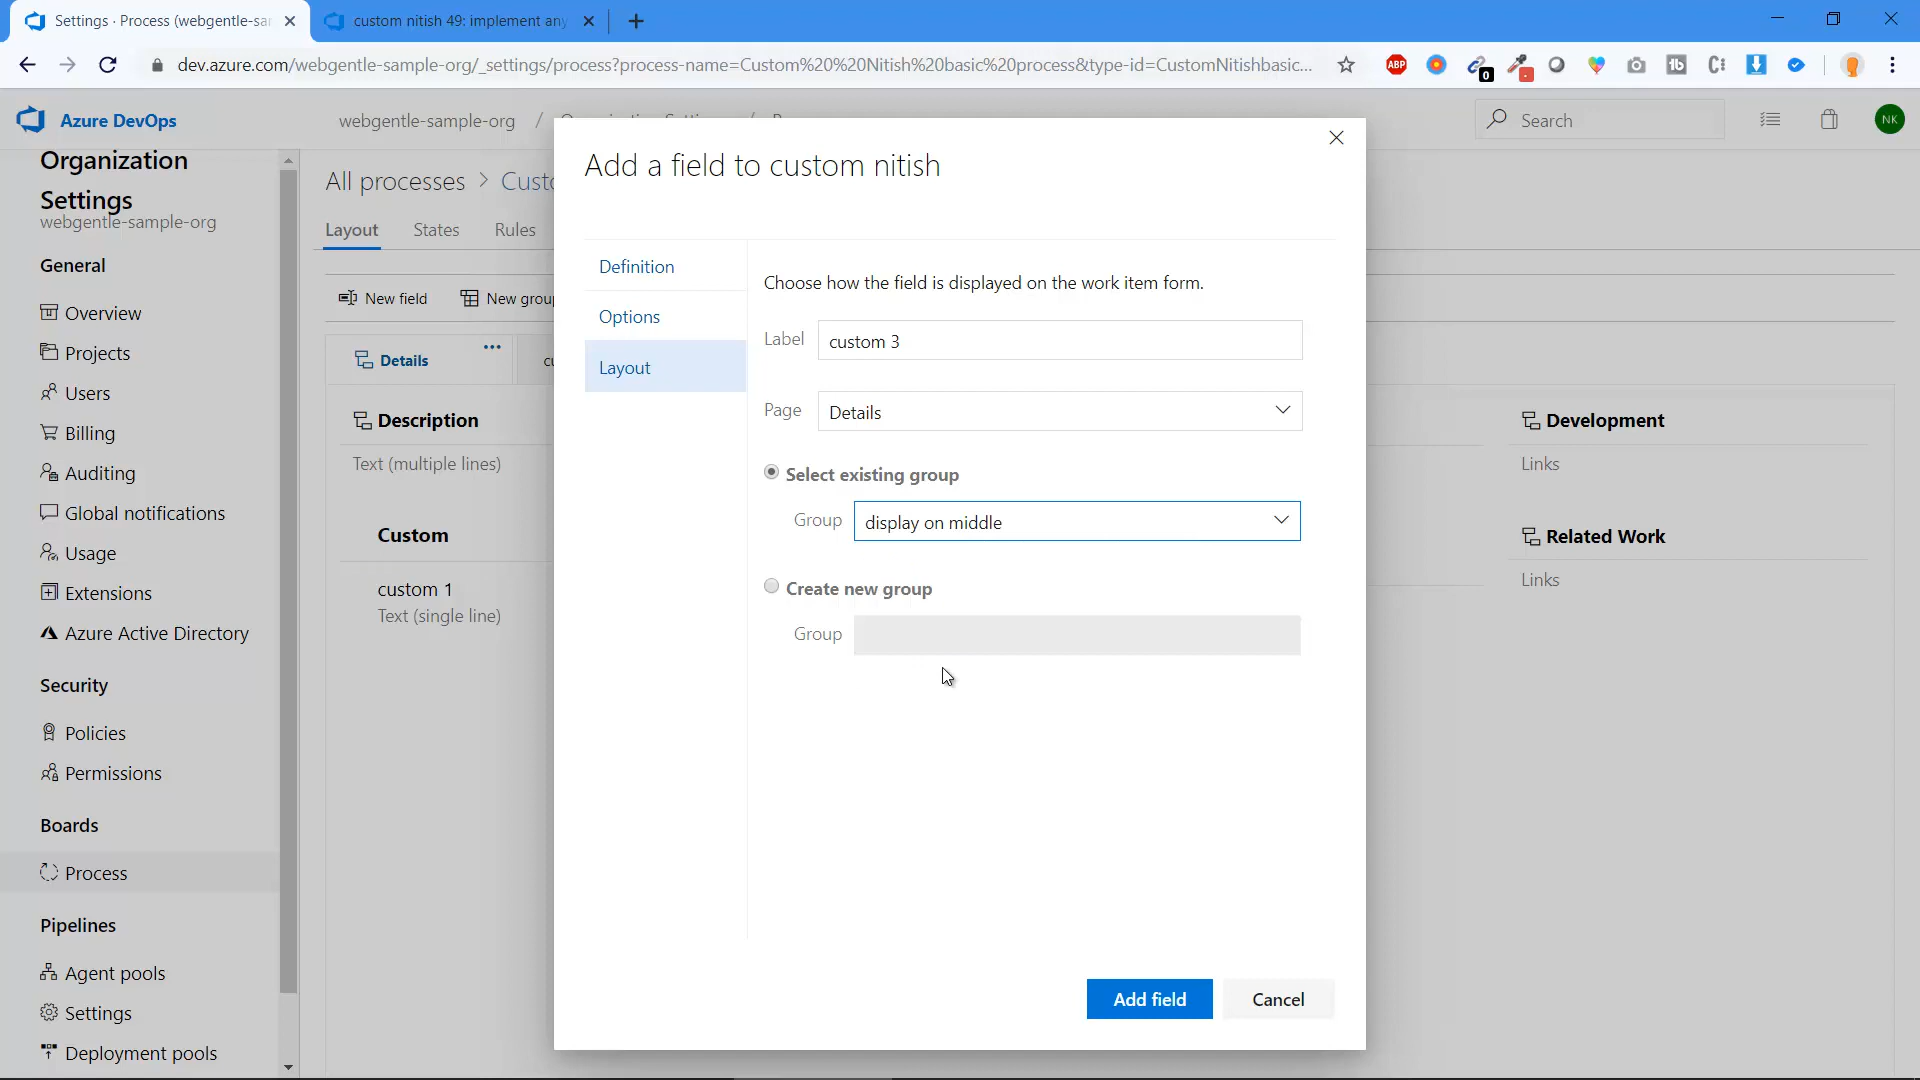 Settings · Process (webgentle-sa
custom nitish 49: implement any
dev.azure.com/webgentle-sample-org/_settings/process?process-name=Custom%20%20Nitish%20basic%20process&type-id=CustomNitishbasic...
ABP
0
Azure DevOps
webgentle-sample-org /
Search
NK
Organization
Settings
webgentle-sample-org
General
Overview
Projects
Users
Billing
Auditing
Global notifications
Usage
Extensions
Azure Active Directory
Security
Policies
Permissions
Boards
Process
Pipelines
Agent pools
Settings
Deployment pools
All processes > Custo
Layout States Rules
New field New group
Details
Description
Text (multiple lines)
Custom
custom 1
Text (single line)
Add a field to custom nitish
Definition
Options
Layout
Choose how the field is displayed on the work item form.
Label custom 3
Page Details
Select existing group
Group display on middle
Create new group
Group
Add field Cancel
Development
Links
Related Work
Links